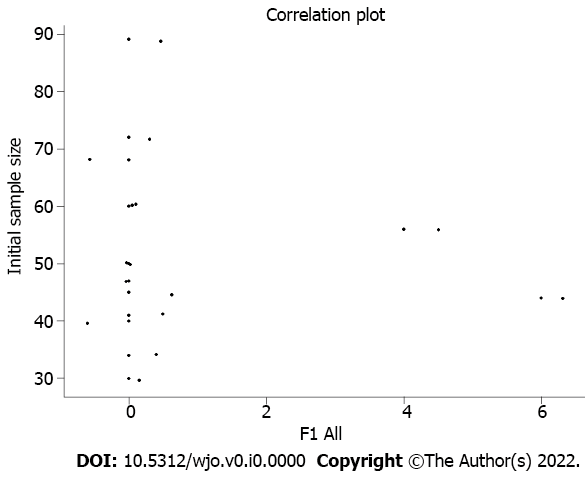 Correlation plot
90
80
70
60
50
40
30
Initial sample size
0 2 4 6
F1 All
DOI: 10.5312/wjo.v0.i0.0000 Copyright ©The Author(s) 2022.